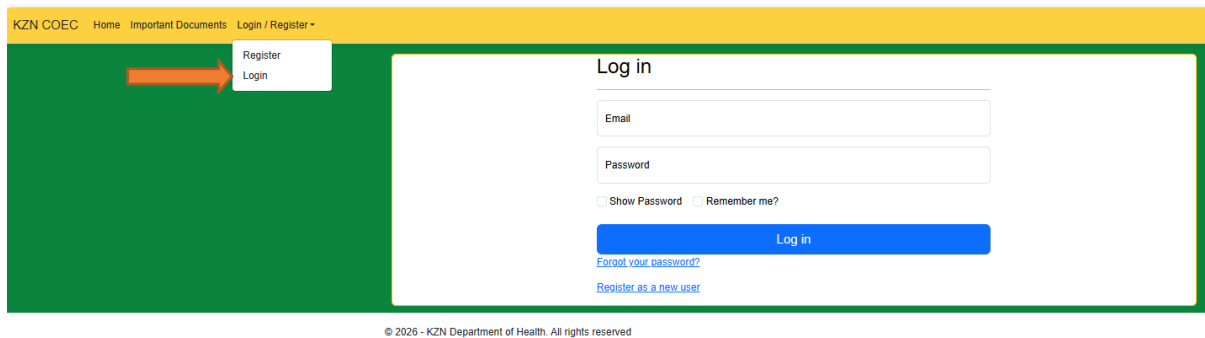 KZN COEC Home Important Documents Login / Register
Register
Login
Log in
Email
Password
Show Password Remember me?
Log in
Forgot your password?
Register as a new user
© 2026 - KZN Department of Health. All rights reserved